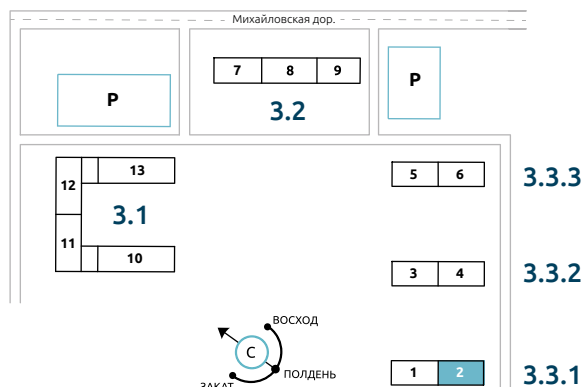 Михайловская дор.
7 8 9
P
P
3.2
13
12
5 6
3.3.3
3.1
11
10
3 4
3.3.2
ВОСХОД
С
ПОЛДЕНЬ
ЗАКАТ
1 2
3.3.1